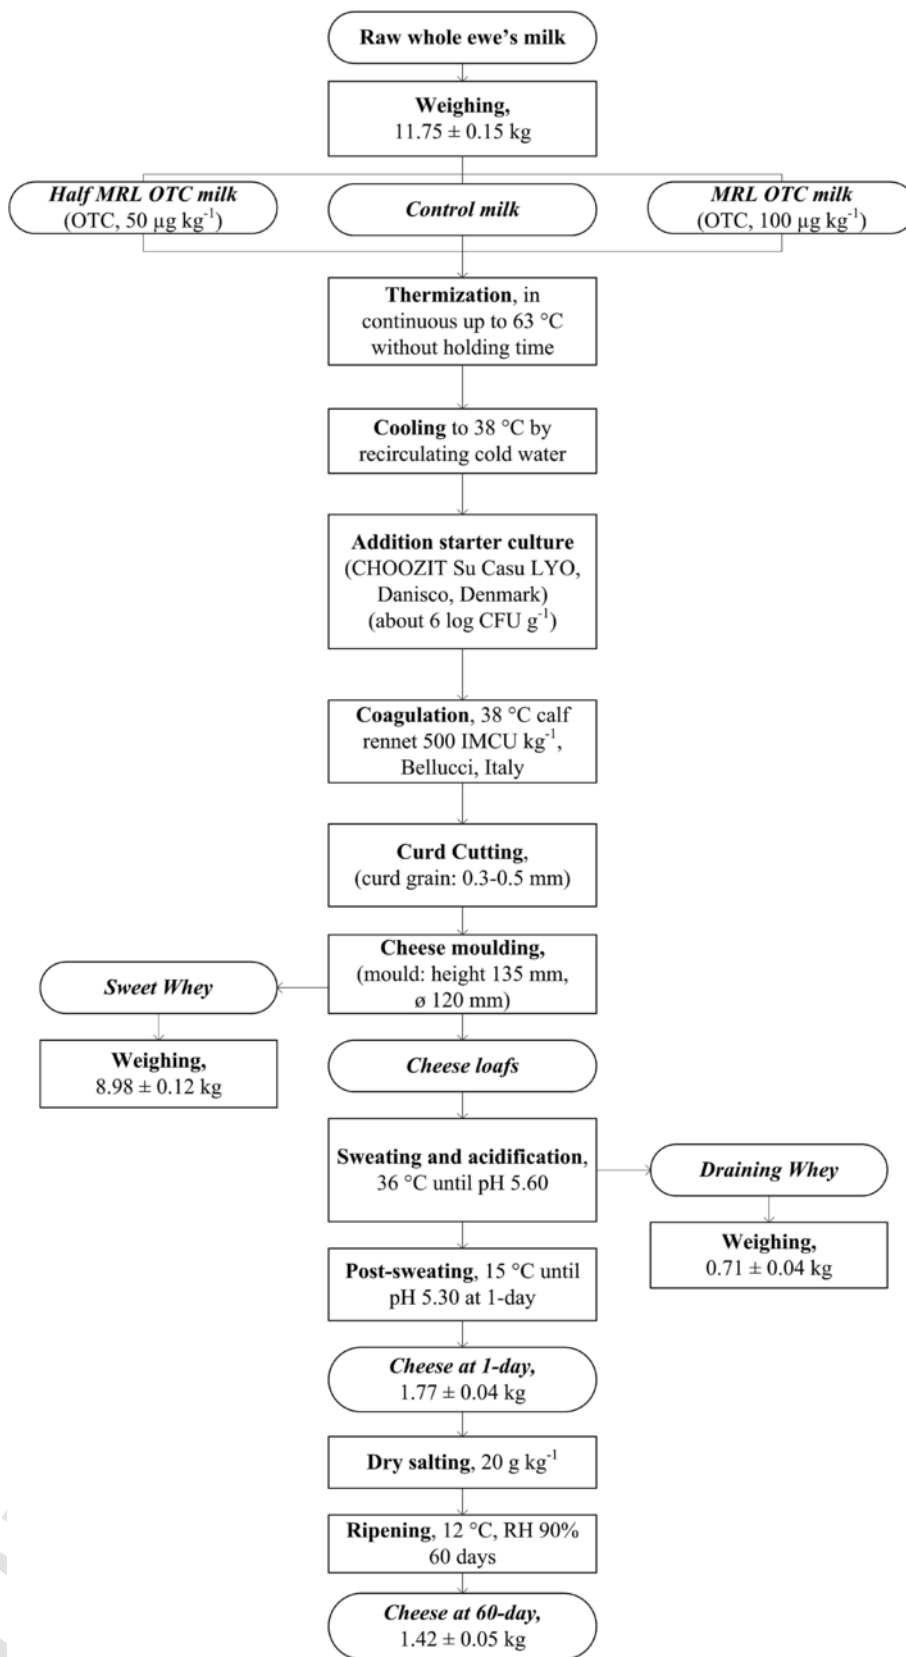 Raw whole ewe's milk
Weighing,
11.75 ± 0.15 kg
Half MRL OTC milk
(OTC, 50 µg kg⁻¹)
Control milk
MRL OTC milk
(OTC, 100 µg kg⁻¹)
Thermization, in
continuous up to 63 °C
without holding time
Cooling to 38 °C by
recirculating cold water
Addition starter culture
(CHOOZIT Su Casu LYO,
Danisco, Denmark)
(about 6 log CFU g⁻¹)
Coagulation, 38 °C calf
rennet 500 IMCU kg⁻¹,
Bellucci, Italy
Curd Cutting,
(curd grain: 0.3-0.5 mm)
Cheese moulding,
(mould: height 135 mm,
ø 120 mm)
Sweet Whey
Weighing,
8.98 ± 0.12 kg
Cheese loafs
Sweating and acidification,
36 °C until pH 5.60
Draining Whey
Weighing,
0.71 ± 0.04 kg
Post-sweating, 15 °C until
pH 5.30 at 1-day
Cheese at 1-day,
1.77 ± 0.04 kg
Dry salting, 20 g kg⁻¹
Ripening, 12 °C, RH 90%
60 days
Cheese at 60-day,
1.42 ± 0.05 kg